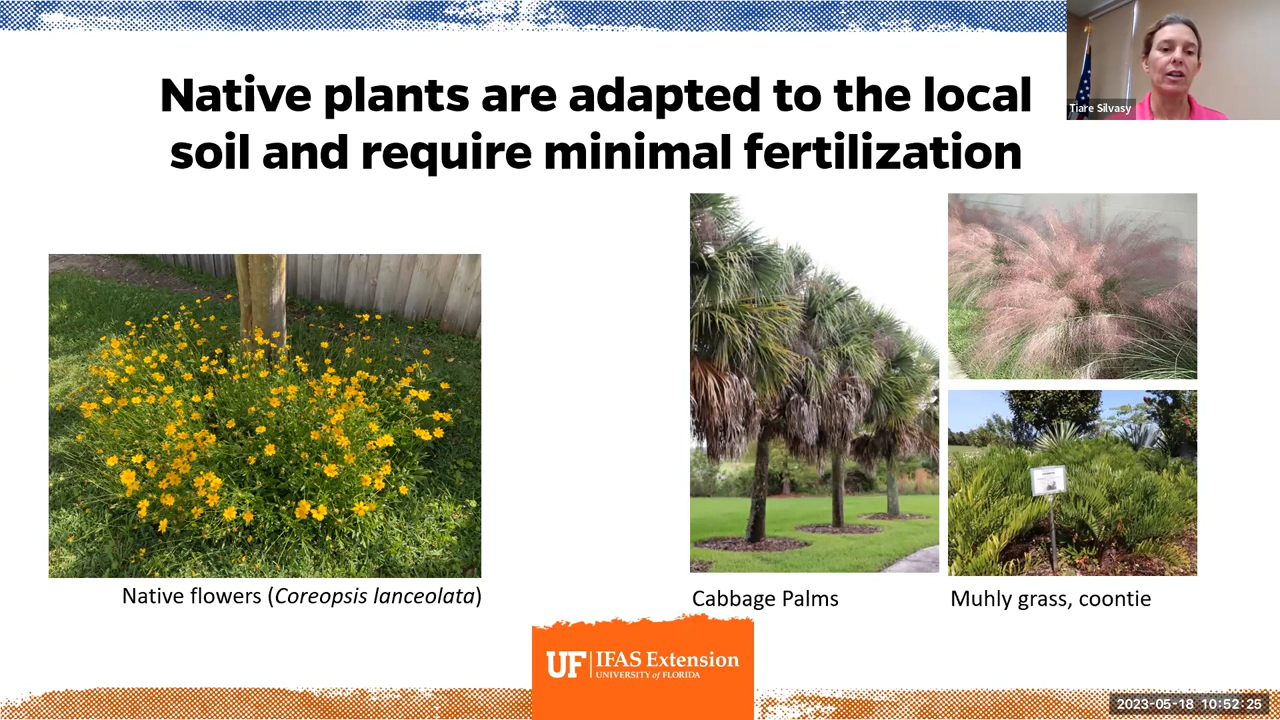 Native plants are adapted to the local
soil and require minimal fertilization
Tiare Silvasy
Native flowers (Coreopsis lanceolata)
Cabbage Palms
Muhly grass, coontie
UF IFAS Extension
UNIVERSITY of FLORIDA
2023-05-18 10:52:25